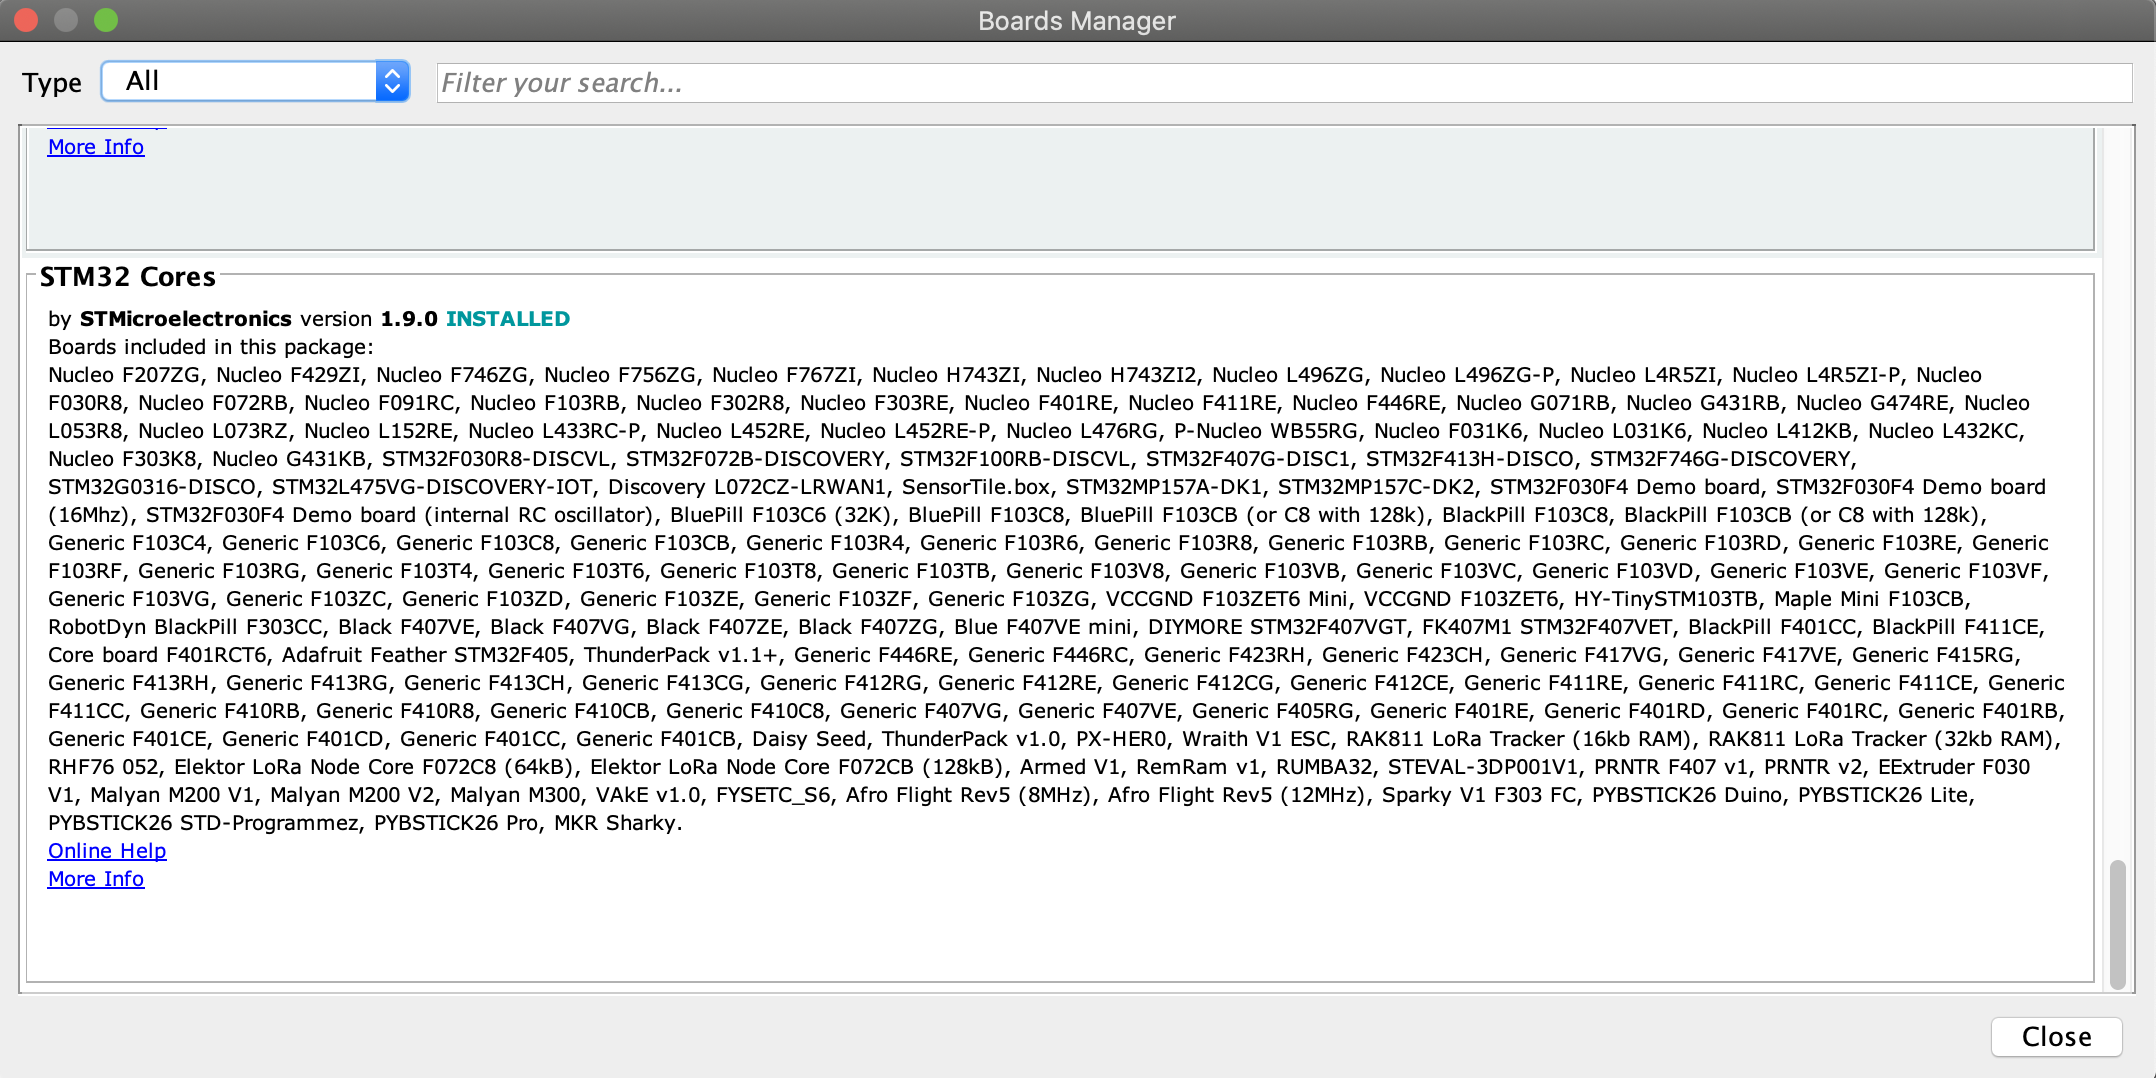 Boards Manager
Type All Filter your search...
More Info
STM32 Cores
by STMicroelectronics version 1.9.0 INSTALLED
Boards included in this package:
Nucleo F207ZG, Nucleo F429ZI, Nucleo F746ZG, Nucleo F756ZG, Nucleo F767ZI, Nucleo H743ZI, Nucleo H743ZI2, Nucleo L496ZG, Nucleo L496ZG-P, Nucleo L4R5ZI, Nucleo L4R5ZI-P, Nucleo
F030R8, Nucleo F072RB, Nucleo F091RC, Nucleo F103RB, Nucleo F302R8, Nucleo F303RE, Nucleo F401RE, Nucleo F411RE, Nucleo F446RE, Nucleo G071RB, Nucleo G431RB, Nucleo G474RE, Nucleo
L053R8, Nucleo L073RZ, Nucleo L152RE, Nucleo L433RC-P, Nucleo L452RE, Nucleo L452RE-P, Nucleo L476RG, P-Nucleo WB55RG, Nucleo F031K6, Nucleo L031K6, Nucleo L412KB, Nucleo L432KC,
Nucleo F303K8, Nucleo G431KB, STM32F030R8-DISCVL, STM32F072B-DISCOVERY, STM32F100RB-DISCVL, STM32F407G-DISC1, STM32F413H-DISCO, STM32F746G-DISCOVERY,
STM32G0316-DISCO, STM32L475VG-DISCOVERY-IOT, Discovery L072CZ-LRWAN1, SensorTile.box, STM32MP157A-DK1, STM32MP157C-DK2, STM32F030F4 Demo board, STM32F030F4 Demo board
(16Mhz), STM32F030F4 Demo board (internal RC oscillator), BluePill F103C6 (32K), BluePill F103C8, BluePill F103CB (or C8 with 128k), BlackPill F103C8, BlackPill F103CB (or C8 with 128k),
Generic F103C4, Generic F103C6, Generic F103C8, Generic F103CB, Generic F103R4, Generic F103R6, Generic F103R8, Generic F103RB, Generic F103RC, Generic F103RD, Generic F103RE, Generic
F103RF, Generic F103RG, Generic F103T4, Generic F103T6, Generic F103T8, Generic F103TB, Generic F103V8, Generic F103VB, Generic F103VC, Generic F103VD, Generic F103VE, Generic F103VF,
Generic F103VG, Generic F103ZC, Generic F103ZD, Generic F103ZE, Generic F103ZF, Generic F103ZG, VCCGND F103ZET6 Mini, VCCGND F103ZET6, HY-TinySTM103TB, Maple Mini F103CB,
RobotDyn BlackPill F303CC, Black F407VE, Black F407VG, Black F407ZE, Black F407ZG, Blue F407VE mini, DIYMORE STM32F407VGT, FK407M1 STM32F407VET, BlackPill F401CC, BlackPill F411CE,
Core board F401RCT6, Adafruit Feather STM32F405, ThunderPack v1.1+, Generic F446RE, Generic F446RC, Generic F423RH, Generic F423CH, Generic F417VG, Generic F417VE, Generic F415RG,
Generic F413RH, Generic F413RG, Generic F413CH, Generic F413CG, Generic F412RG, Generic F412RE, Generic F412CG, Generic F412CE, Generic F411RE, Generic F411RC, Generic F411CE, Generic
F411CC, Generic F410RB, Generic F410R8, Generic F410CB, Generic F410C8, Generic F407VG, Generic F407VE, Generic F405RG, Generic F401RE, Generic F401RD, Generic F401RC, Generic F401RB,
Generic F401CE, Generic F401CD, Generic F401CC, Generic F401CB, Daisy Seed, ThunderPack v1.0, PX-HER0, Wraith V1 ESC, RAK811 LoRa Tracker (16kb RAM), RAK811 LoRa Tracker (32kb RAM),
RHF76 052, Elektor LoRa Node Core F072C8 (64kB), Elektor LoRa Node Core F072CB (128kB), Armed V1, RemRam v1, RUMBA32, STEVAL-3DP001V1, PRNTR F407 v1, PRNTR v2, EExtruder F030
V1, Malyan M200 V1, Malyan M200 V2, Malyan M300, VAkE v1.0, FYSETC_S6, Afro Flight Rev5 (8MHz), Afro Flight Rev5 (12MHz), Sparky V1 F303 FC, PYBSTICK26 Duino, PYBSTICK26 Lite,
PYBSTICK26 STD-Programmez, PYBSTICK26 Pro, MKR Sharky.
Online Help
More Info
Close